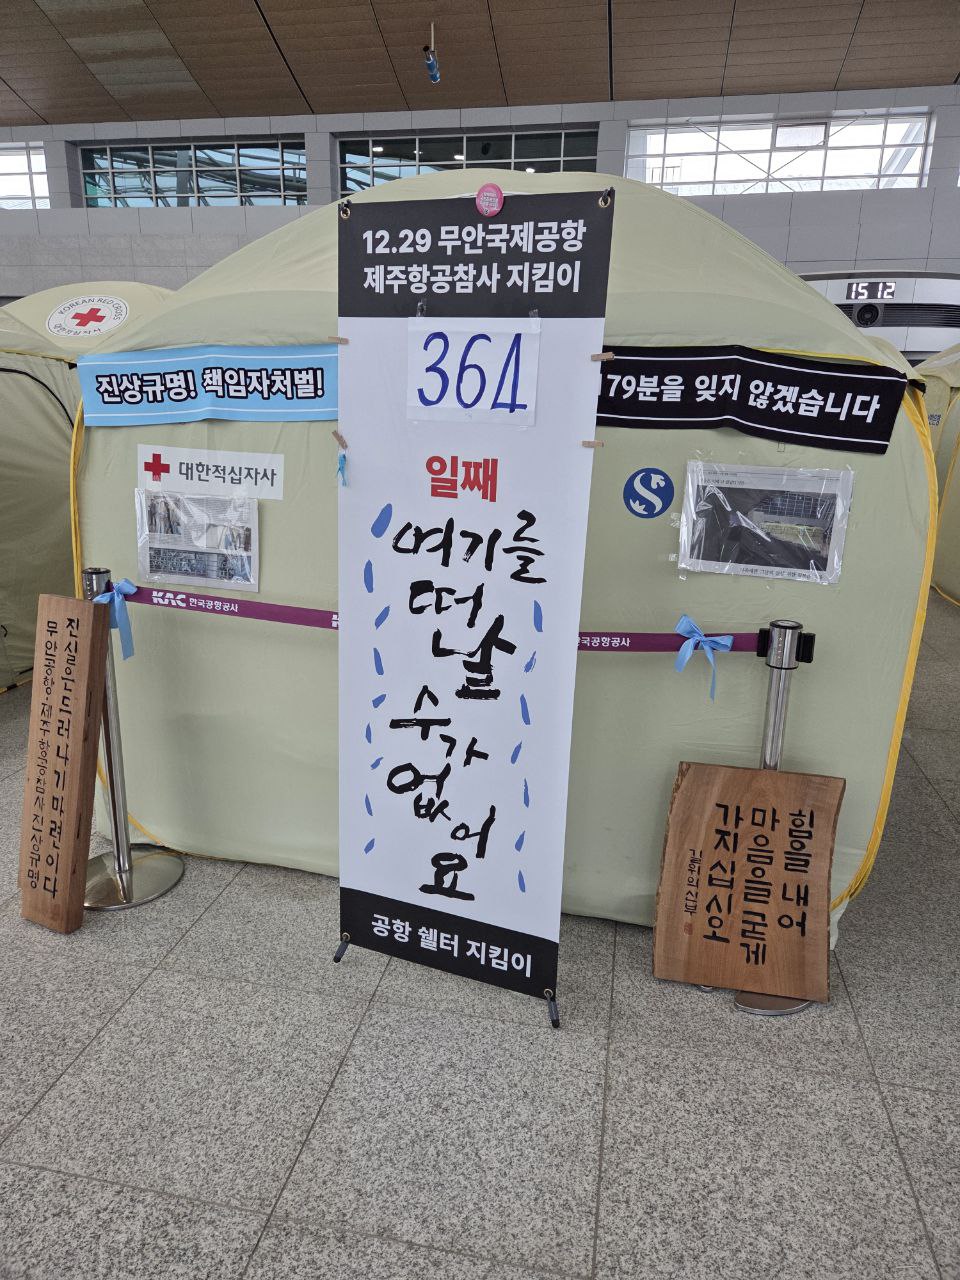 12.29 무안국제공항
제주항공참사 지킴이
364
일째
여기를
떠
날
수가
없어
요
공항 쉘터 지킴이
KOREAN RED CROSS
대한적십자사
진상규명! 책임자처벌!
179분을 잊지 않겠습니다
15 12
대한적십자사
KAC 한국공항공사
한국공항공사
진실은 드러나기 마련이다
무안공항·제주항공참사진상규명
힘을 내어
마음을 굳게
가지십시오
길위의신부